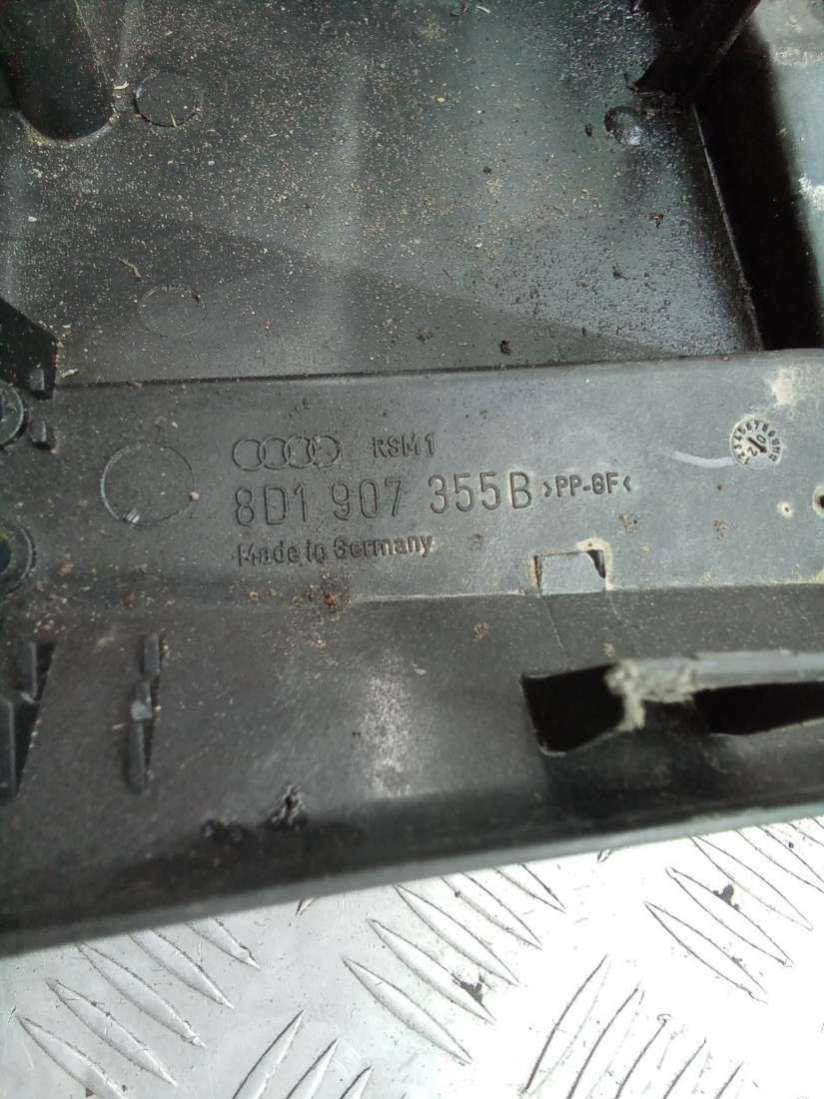 RSM1
8D1 907 355B >PP-GF<
Made in Germany